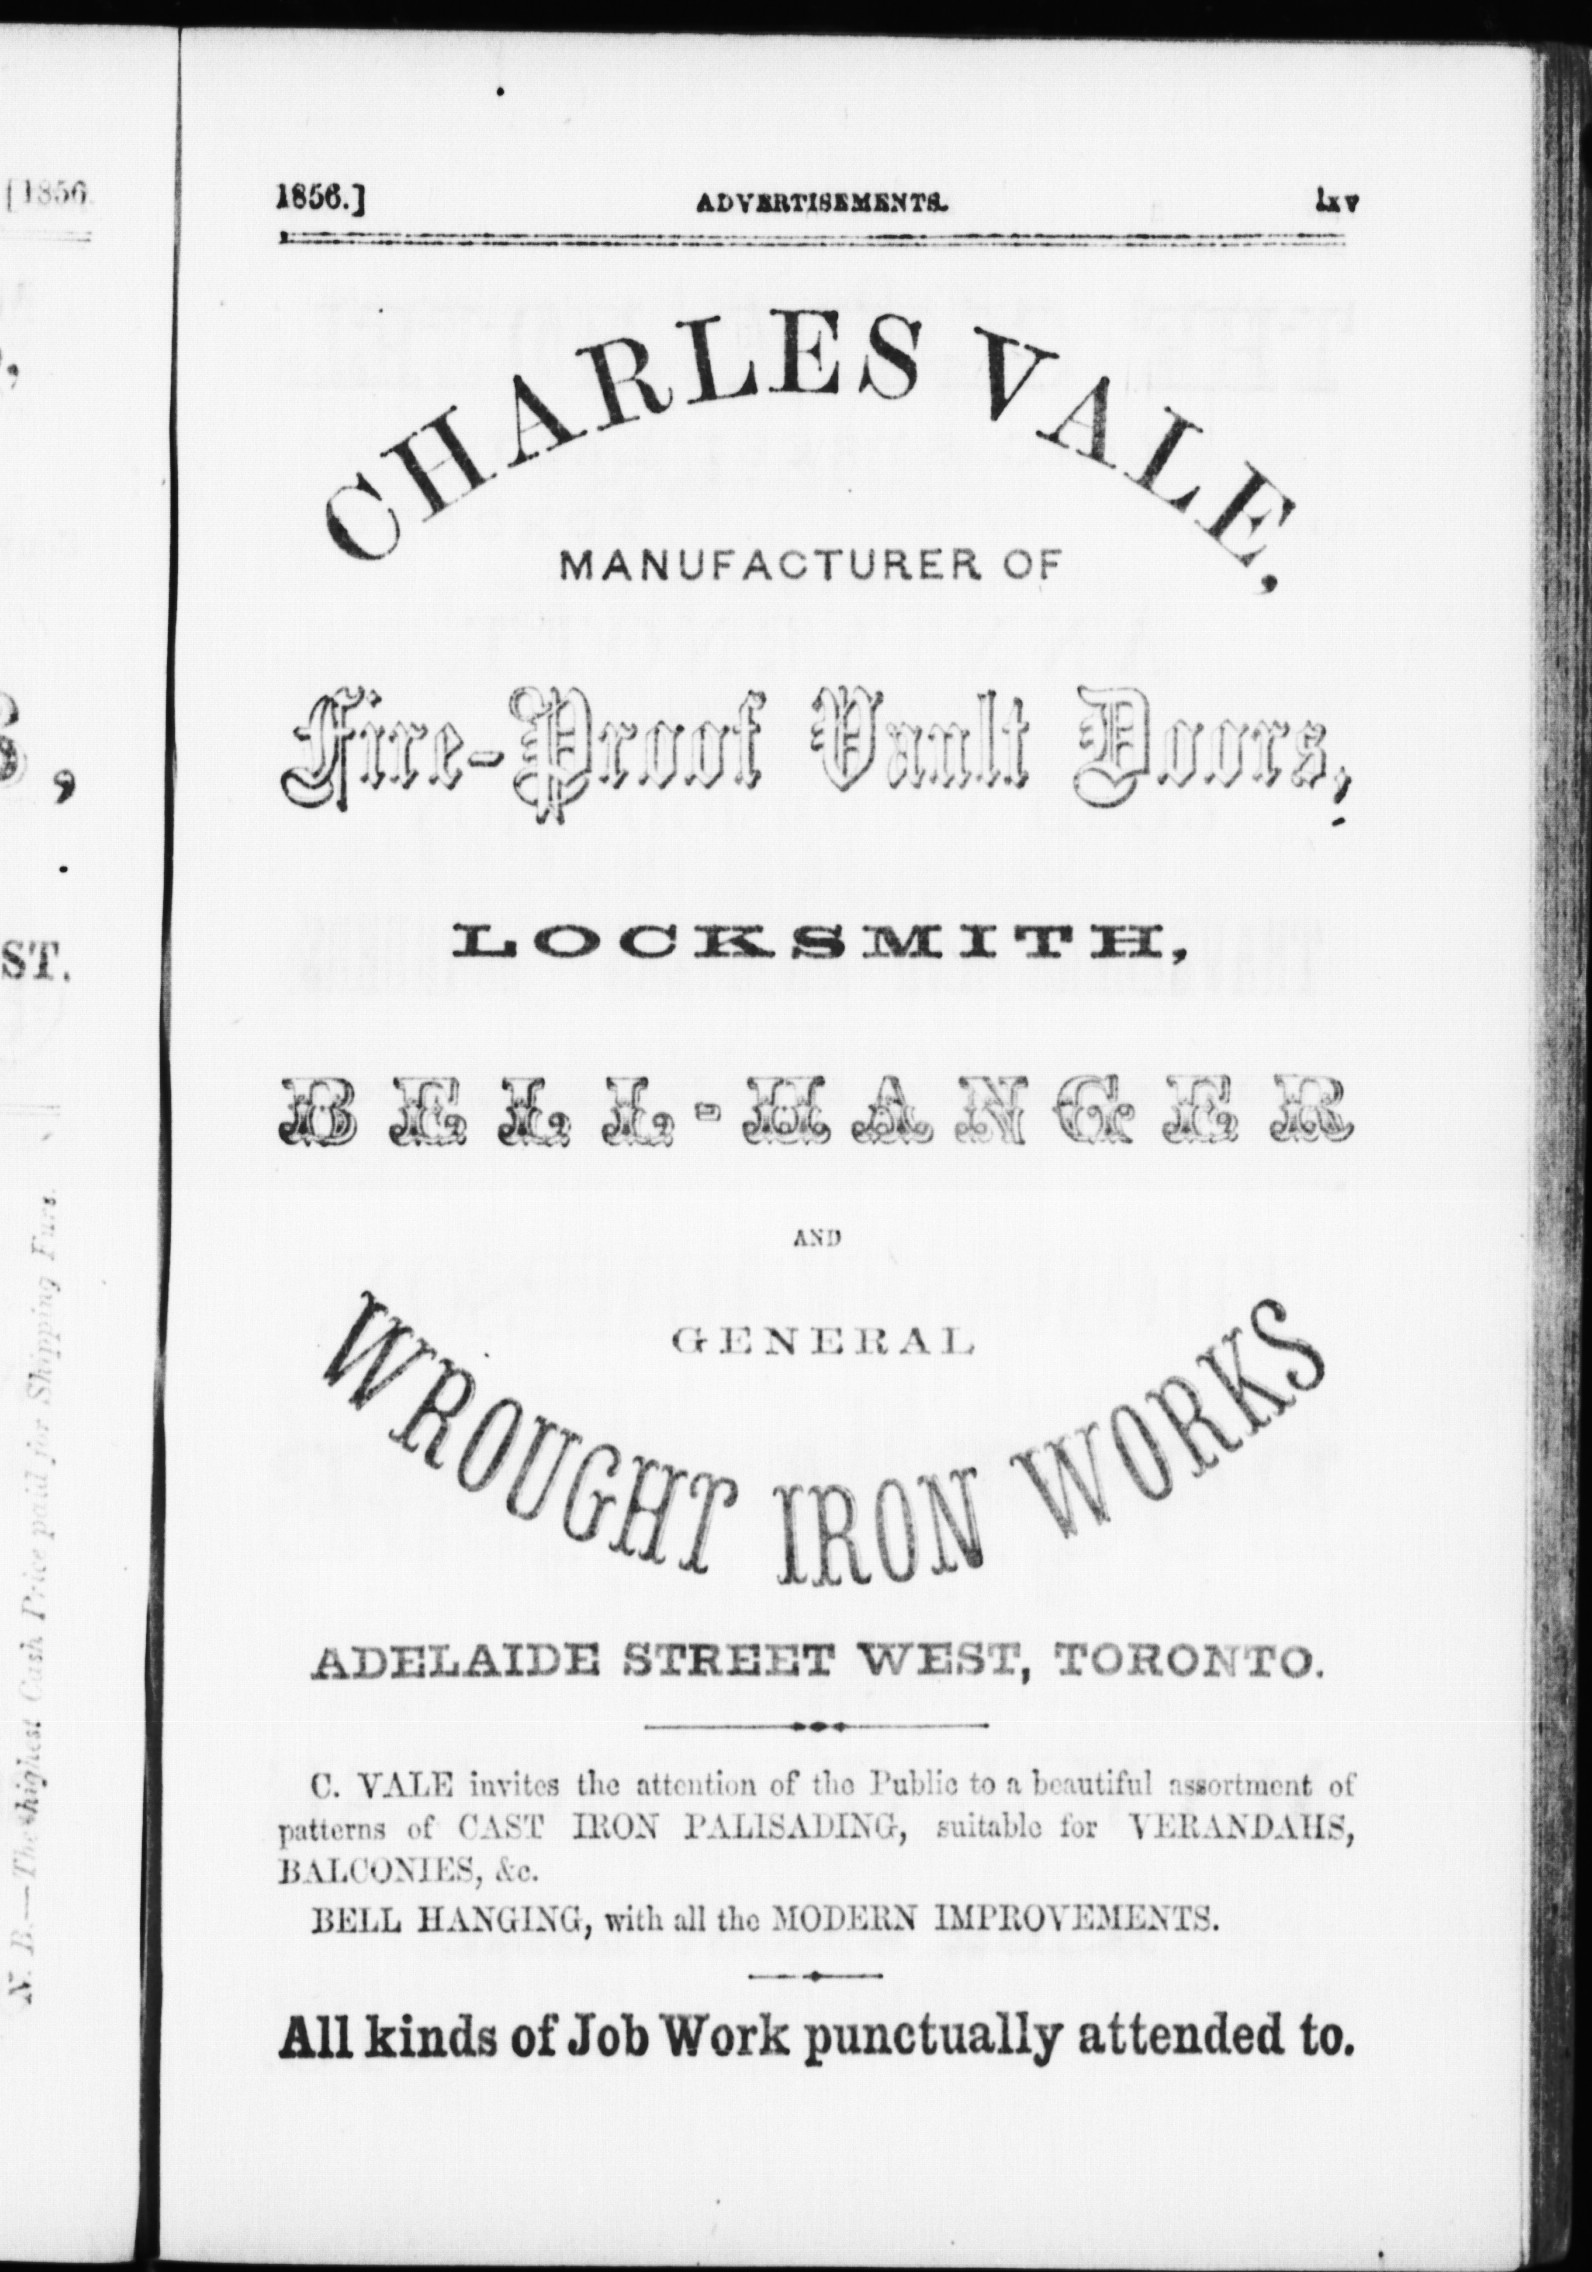 [1856.
ST.
N. B.—The highest Cash Price paid for Shipping Furs.
1856.] ADVERTISEMENTS. lxv
CHARLES VALE,
MANUFACTURER OF
Fire-Proof Vault Doors,
LOCKSMITH,
BELL-HANGER
AND
GENERAL
WROUGHT IRON WORKS
ADELAIDE STREET WEST, TORONTO.
C. VALE invites the attention of the Public to a beautiful assortment of
patterns of CAST IRON PALISADING, suitable for VERANDAHS,
BALCONIES, &c.
BELL HANGING, with all the MODERN IMPROVEMENTS.
All kinds of Job Work punctually attended to.